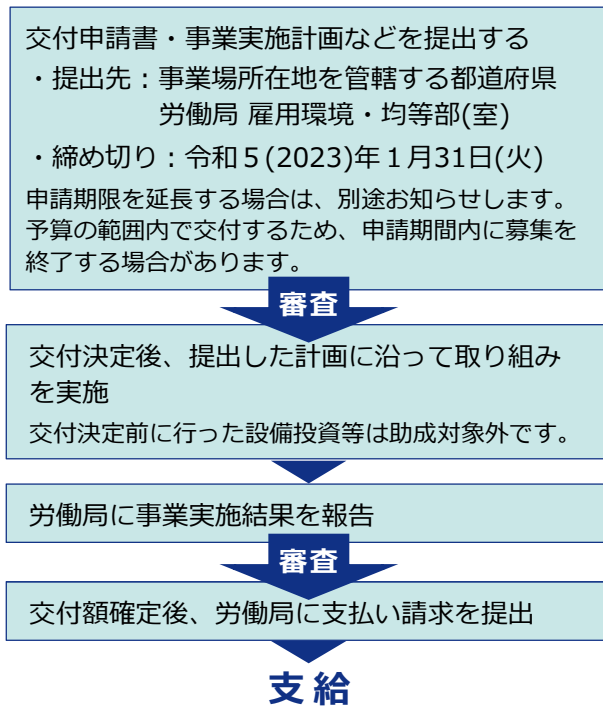 交付申請書・事業実施計画などを提出する
・提出先：事業場所在地を管轄する都道府県
労働局 雇用環境・均等部(室)
・締め切り：令和５(2023)年１月31日(火)
申請期限を延長する場合は、別途お知らせします。
予算の範囲内で交付するため、申請期間内に募集を
終了する場合があります。
審査
交付決定後、提出した計画に沿って取り組み
を実施
交付決定前に行った設備投資等は助成対象外です。
労働局に事業実施結果を報告
審査
交付額確定後、労働局に支払い請求を提出
支給